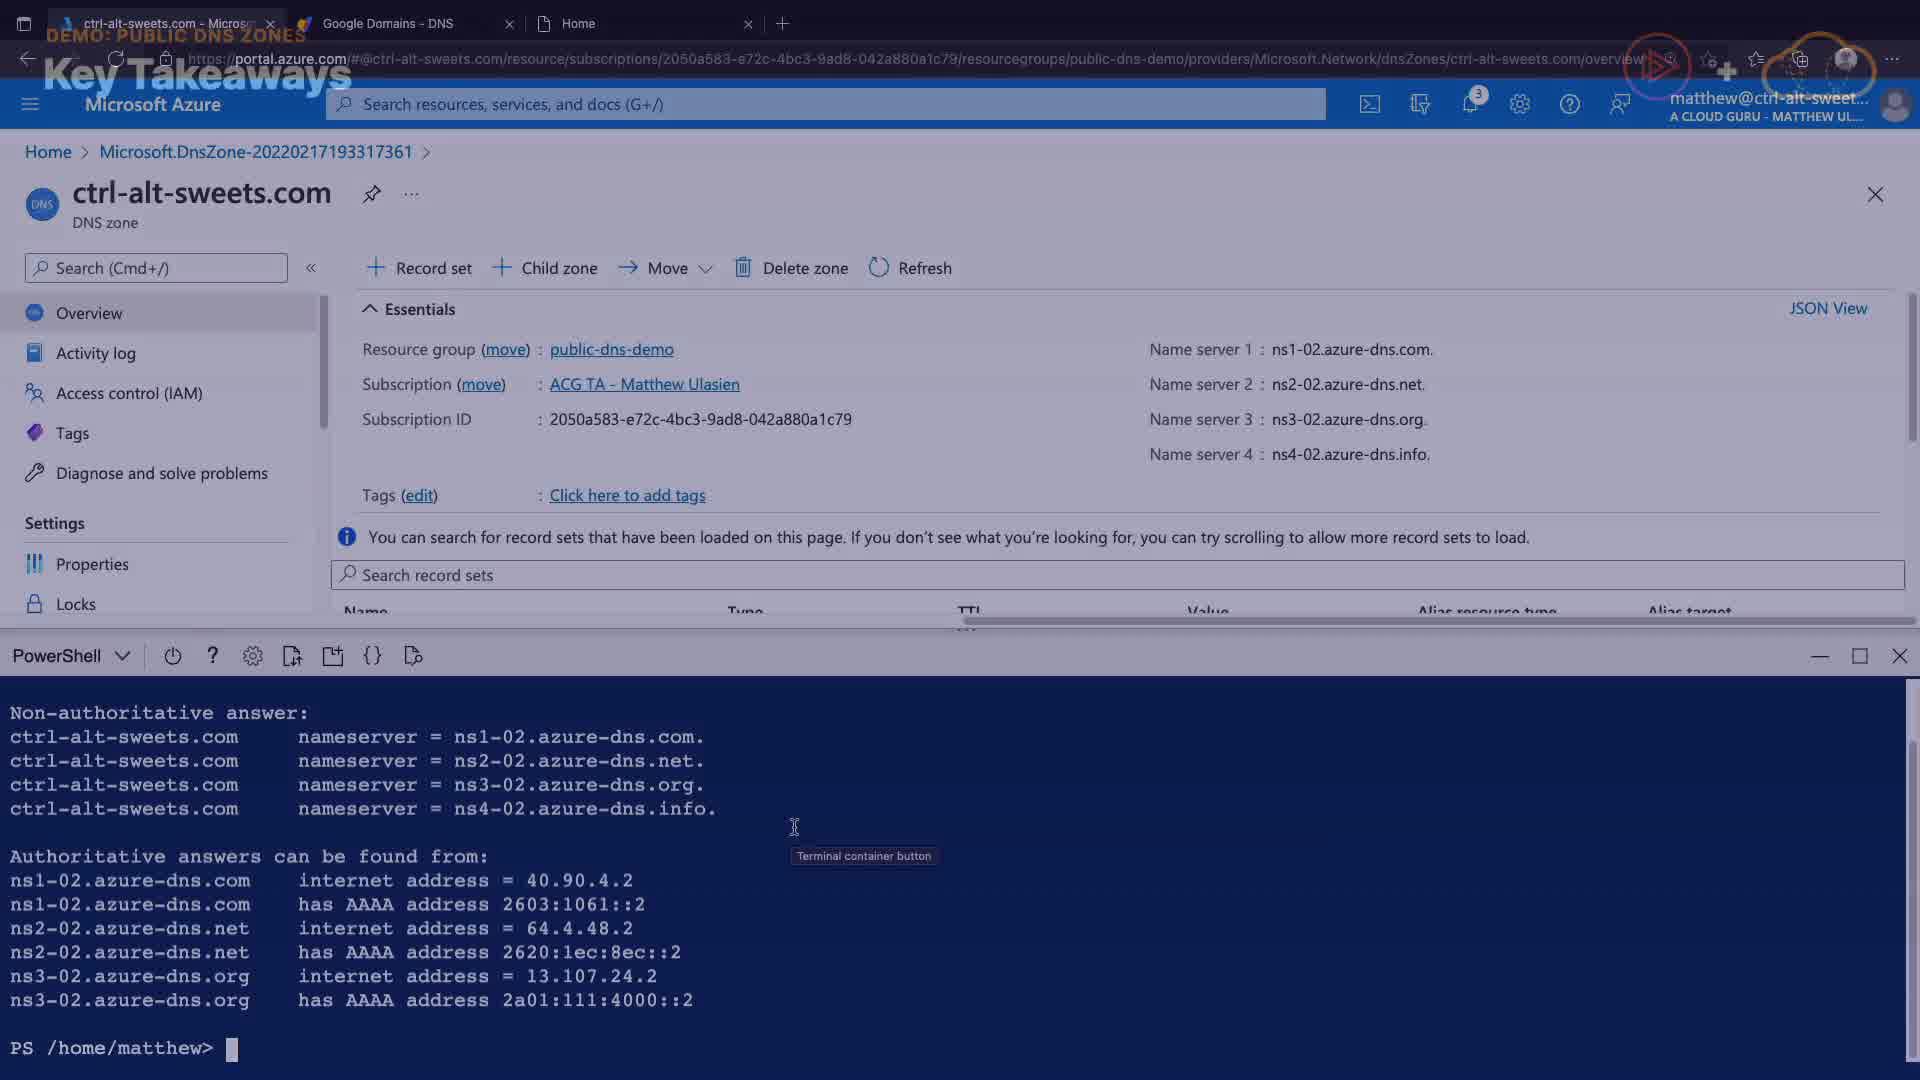 ctrl-alt-sweets.com - Micros
Google Domains - DNS
Home
DEMO: PUBLIC DNS ZONES
https://portal.azure.com/#@ctrl-alt-sweets.com/resource/subscriptions/2050a583-e72c-4bc3-9ad8-042a880a1c79/resourcegroups/public-dns-demo/providers/Microsoft.Network/dnsZones/ctrl-alt-sweets.com/overview
Key Takeaways
Microsoft Azure
Search resources, services, and docs (G+/)
3
matthew@ctrl-alt-sweet...
A CLOUD GURU - MATTHEW UL...
Home > Microsoft.DnsZone-20220217193317361 >
DNS
ctrl-alt-sweets.com
DNS zone
Search (Cmd+/)
Record set
Child zone
Move
Delete zone
Refresh
Overview
Activity log
Access control (IAM)
Tags
Diagnose and solve problems
Settings
Properties
Locks
Essentials
JSON View
Resource group (move) : public-dns-demo
Subscription (move) : ACG TA - Matthew Ulasien
Subscription ID : 2050a583-e72c-4bc3-9ad8-042a880a1c79
Name server 1 : ns1-02.azure-dns.com.
Name server 2 : ns2-02.azure-dns.net.
Name server 3 : ns3-02.azure-dns.org.
Name server 4 : ns4-02.azure-dns.info.
Tags (edit) : Click here to add tags
You can search for record sets that have been loaded on this page. If you don't see what you're looking for, you can try scrolling to allow more record sets to load.
Search record sets
Name Type TTL Value Alias resource type Alias target
PowerShell
Non-authoritative answer:
ctrl-alt-sweets.com nameserver = ns1-02.azure-dns.com.
ctrl-alt-sweets.com nameserver = ns2-02.azure-dns.net.
ctrl-alt-sweets.com nameserver = ns3-02.azure-dns.org.
ctrl-alt-sweets.com nameserver = ns4-02.azure-dns.info.
Terminal container button
Authoritative answers can be found from:
ns1-02.azure-dns.com internet address = 40.90.4.2
ns1-02.azure-dns.com has AAAA address 2603:1061::2
ns2-02.azure-dns.net internet address = 64.4.48.2
ns2-02.azure-dns.net has AAAA address 2620:1ec:8ec::2
ns3-02.azure-dns.org internet address = 13.107.24.2
ns3-02.azure-dns.org has AAAA address 2a01:111:4000::2
PS /home/matthew>